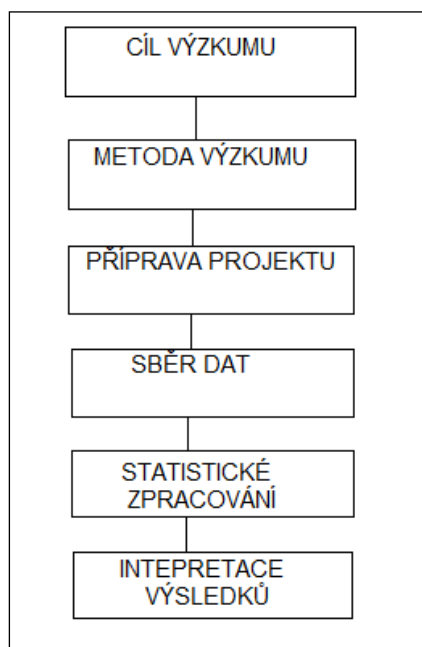 CÍL VÝZKUMU
METODA VÝZKUMU
PŘÍPRAVA PROJEKTU
SBĚR DAT
STATISTICKÉ
ZPRACOVÁNÍ
INTEPRETACE
VÝSLEDKŮ